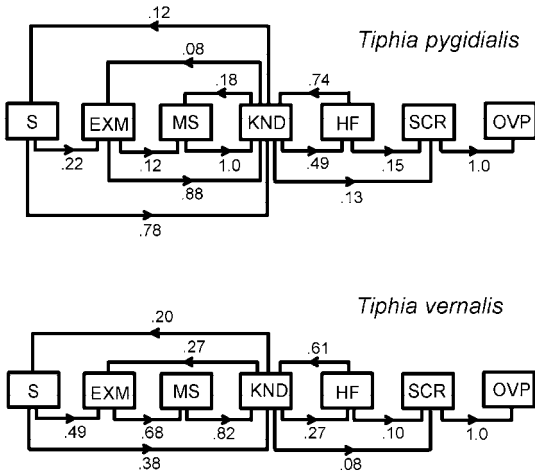 .12
Tiphia pygidialis
.08
.18
.74
S EXM MS KND HF SCR OVP
.22 .12 1.0 .49 .15 1.0
.88
.13
.78
Tiphia vernalis
.20
.27
.61
S EXM MS KND HF SCR OVP
.49 .68 .82 .27 .10 1.0
.38
.08